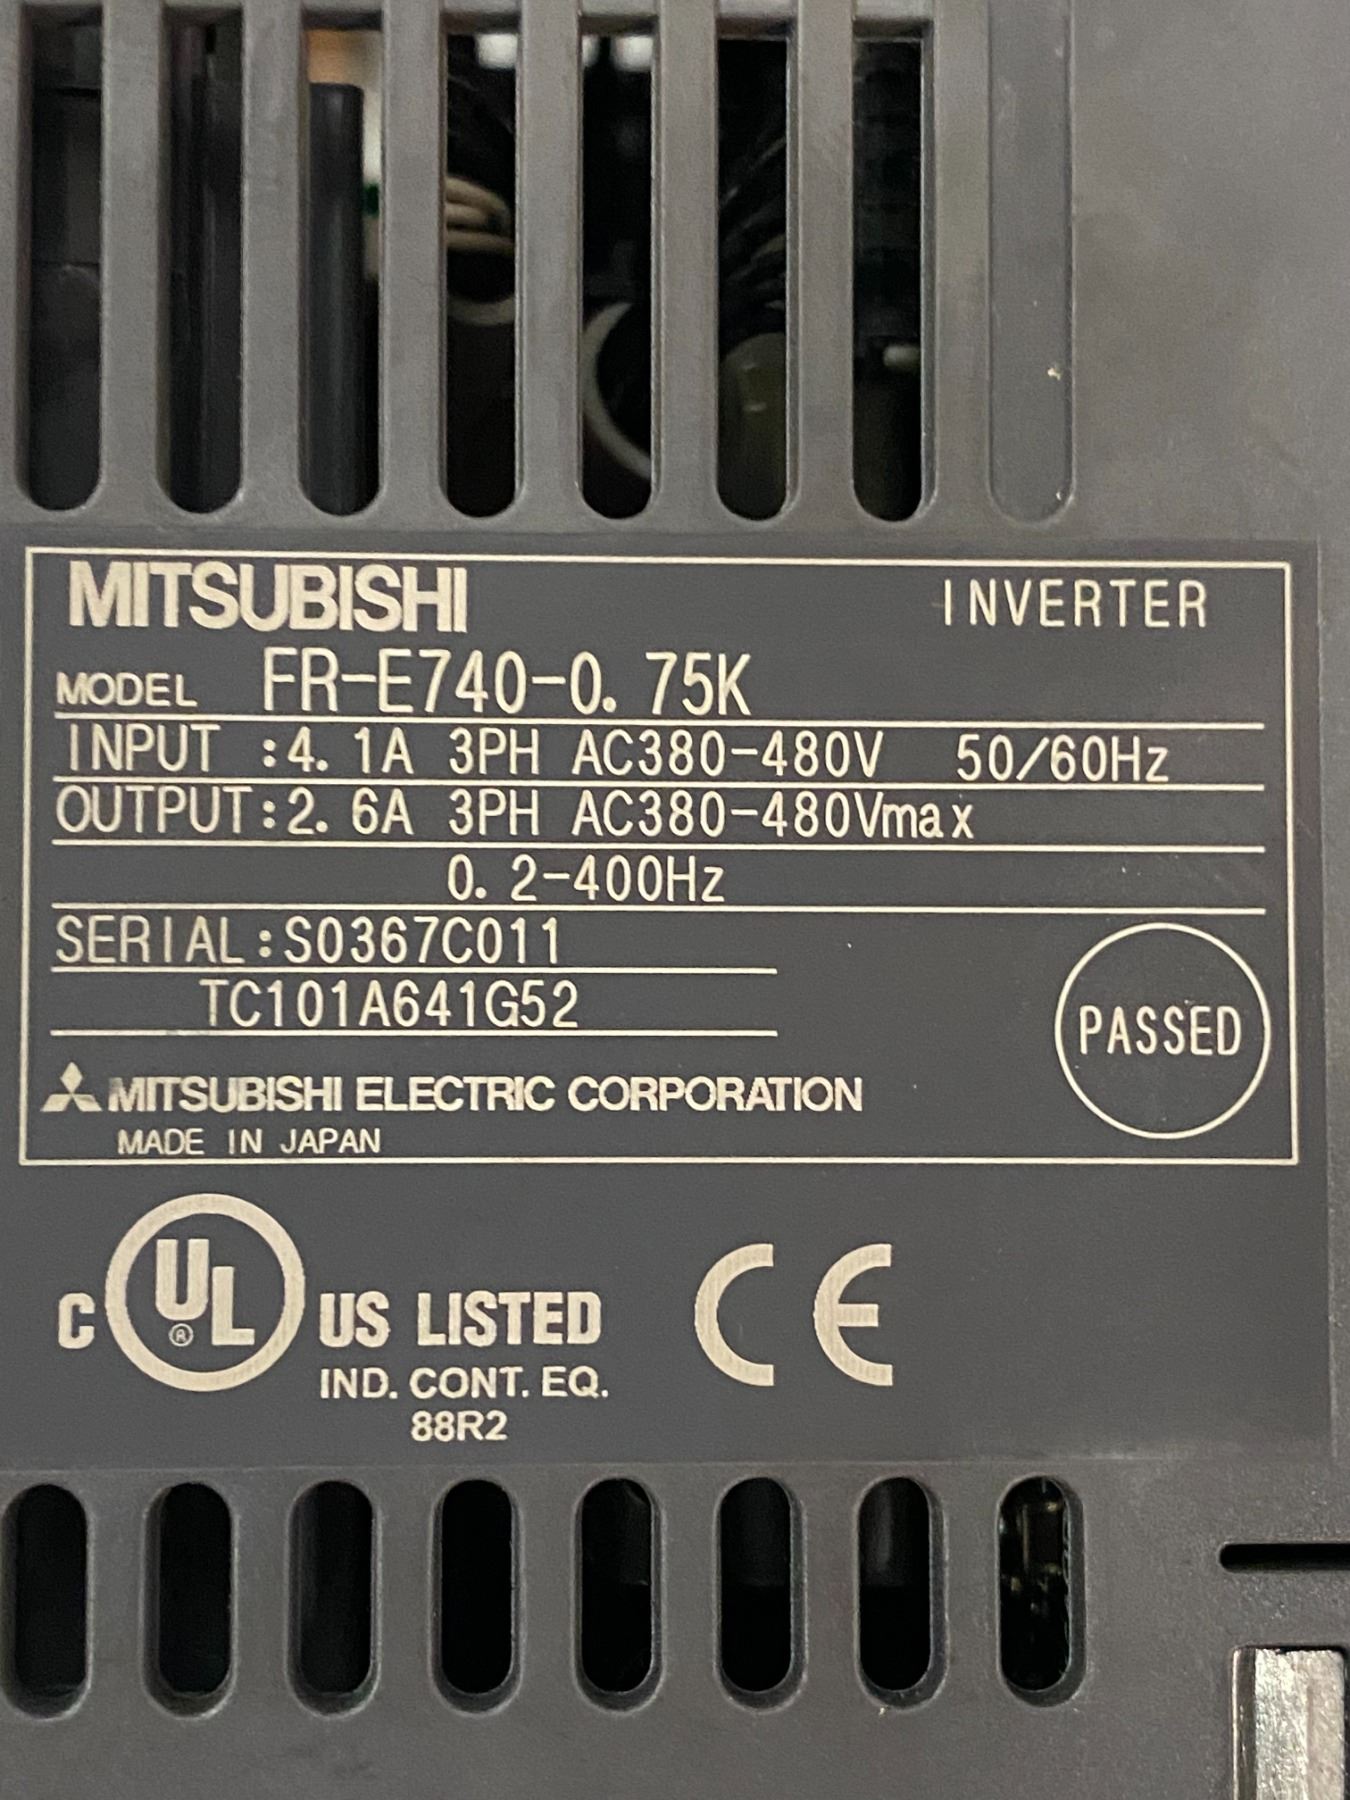 MITSUBISHI INVERTER
MODEL FR-E740-0.75K
INPUT :4.1A 3PH AC380-480V 50/60Hz
OUTPUT:2.6A 3PH AC380-480Vmax
0.2-400Hz
SERIAL:S0367C011
TC101A641G52
PASSED
MITSUBISHI ELECTRIC CORPORATION
MADE IN JAPAN
C UL ® US LISTED CE
IND. CONT. EQ.
88R2